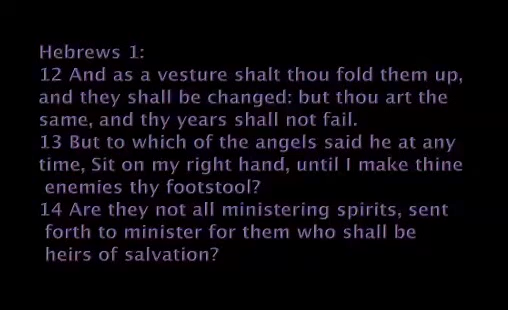 Hebrews 1:
12 And as a vesture shalt thou fold them up,
and they shall be changed: but thou art the
same, and thy years shall not fail.
13 But to which of the angels said he at any
time, Sit on my right hand, until I make thine
enemies thy footstool?
14 Are they not all ministering spirits, sent
forth to minister for them who shall be
heirs of salvation?